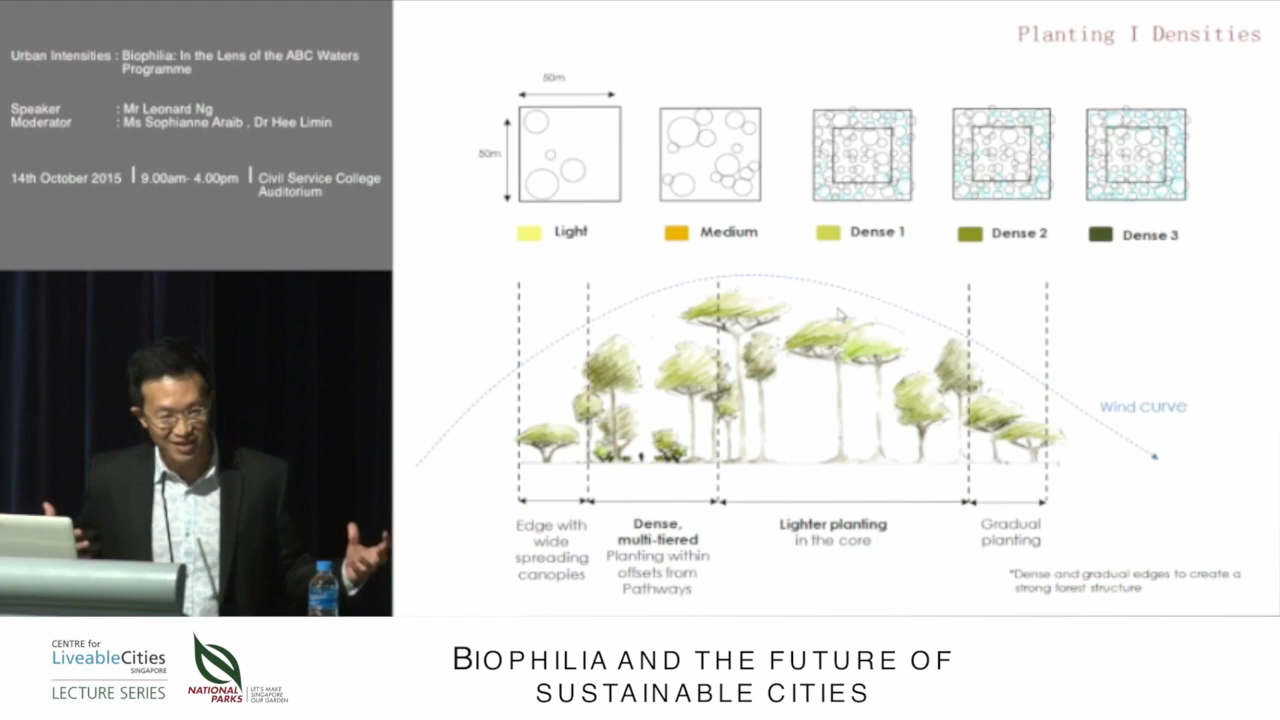 Urban Intensities : Biophilia: In the Lens of the ABC Waters
Programme
Speaker : Mr Leonard Ng
Moderator : Ms Sophianne Araib , Dr Hee Limin
14th October 2015 | 9.00am- 4.00pm | Civil Service College
Auditorium
Planting I Densities
50m
50m
Light
Medium
Dense 1
Dense 2
Dense 3
Wind curve
Edge with
wide
spreading
canopies
Dense,
multi-tiered
Planting within
offsets from
Pathways
Lighter planting
in the core
Gradual
planting
*Dense and gradual edges to create a
strong forest structure
CENTRE for
LiveableCities
SINGAPORE
LECTURE SERIES
NATIONAL
PARKS
LET'S MAKE
SINGAPORE
OUR GARDEN
BIOPHILIA AND THE FUTURE OF
SUSTAINABLE CITIES